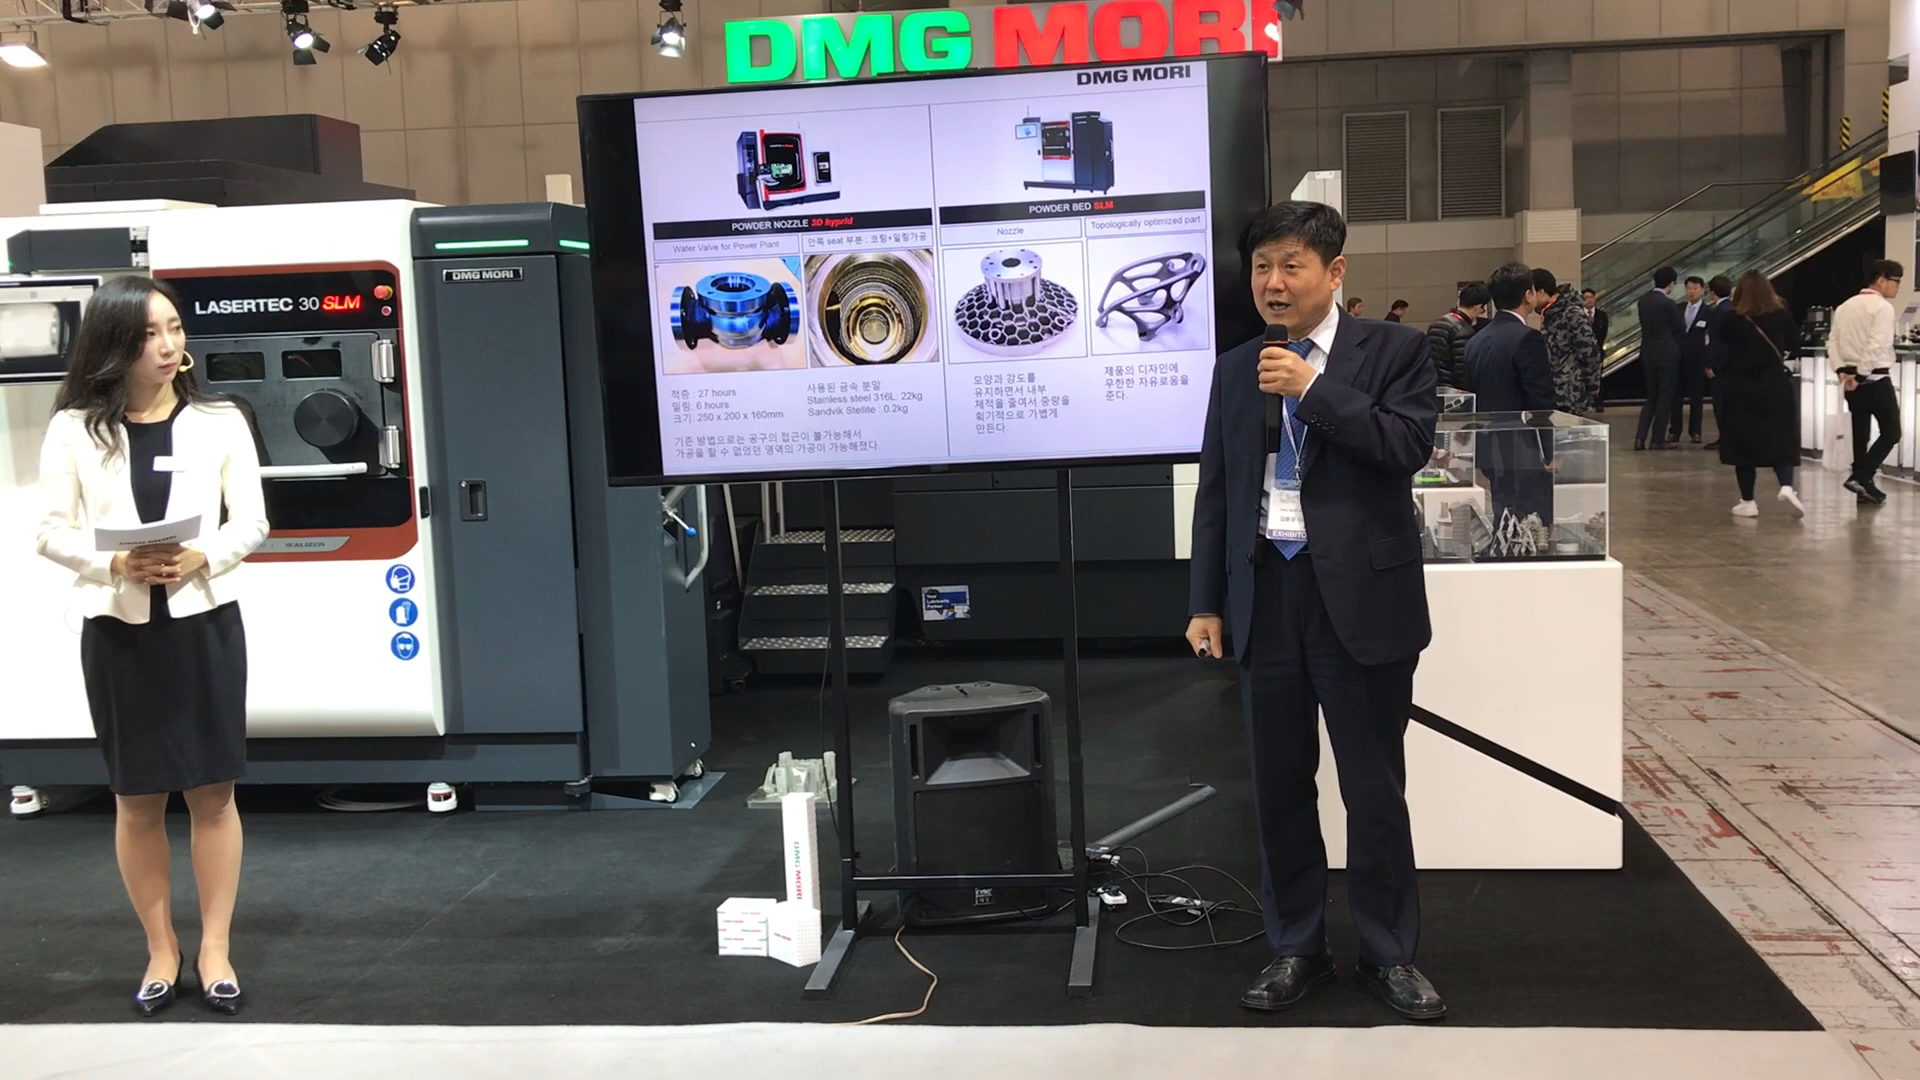 DMG MORI
DMG MORI
POWDER NOZZLE 3D hyprid
Water Valve for Power Plant
안쪽 seat 부분 : 코팅+밀링가공
적층 : 27 hours
밀링 : 6 hours
크기 : 250 x 200 x 160mm
사용된 금속 분말:
Stainless steel 316L: 22kg
Sandvik Stellite : 0.2kg
기존 방법으로는 공구의 접근이 불가능해서
가공을 할 수 없었던 영역의 가공이 가능해졌다.
POWDER BED SLM
Nozzle
Topologically optimized part
모양과 강도를
유지하면서 내부
체적을 줄여서 중량을
획기적으로 가볍게
만든다.
제품의 디자인에
무한한 자유로움을
준다.
LASERTEC 30 SLM
DMG MORI
EXHIBITO
Your
Lubricants
Partner
DMG MORI